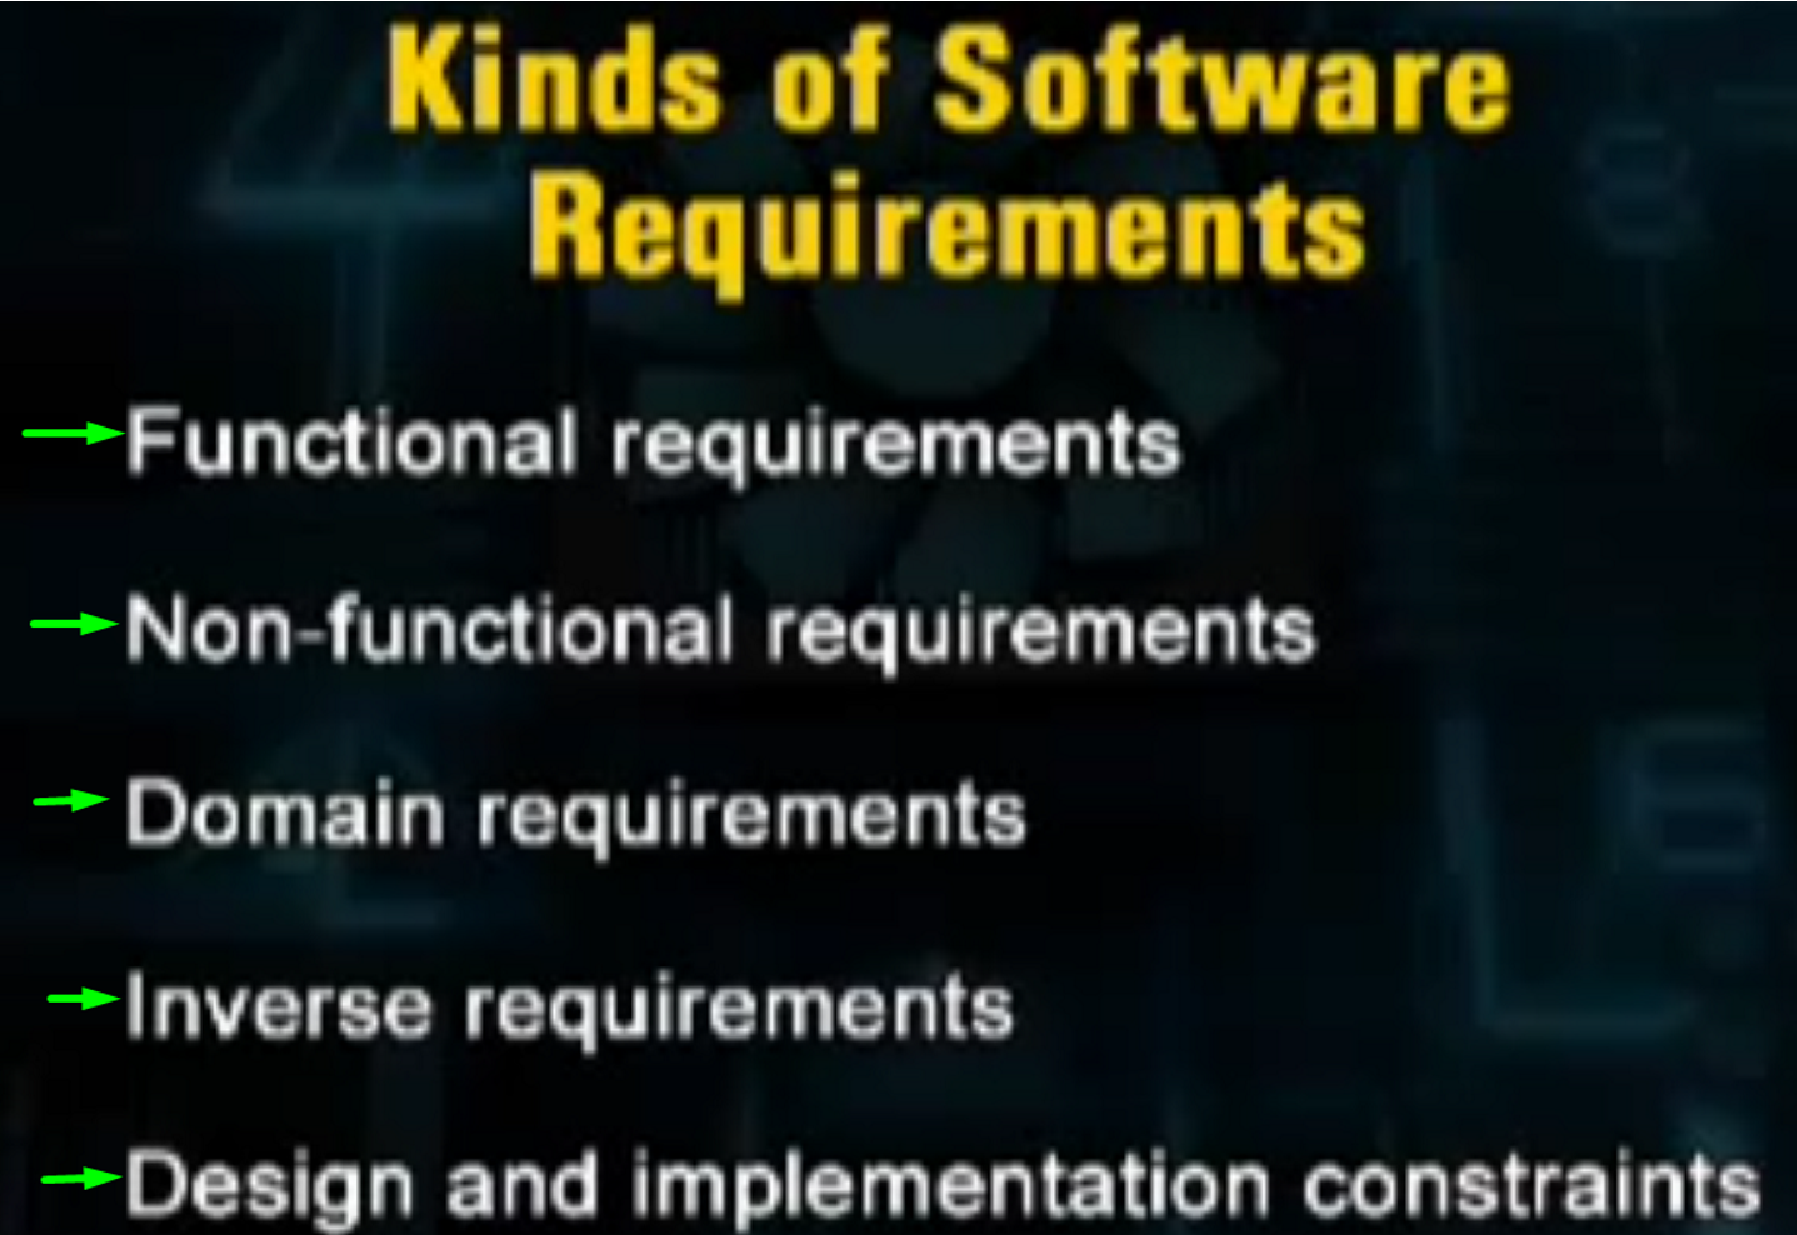 Kinds of Software
Requirements
Functional requirements
Non-functional requirements
Domain requirements
Inverse requirements
Design and implementation constraints